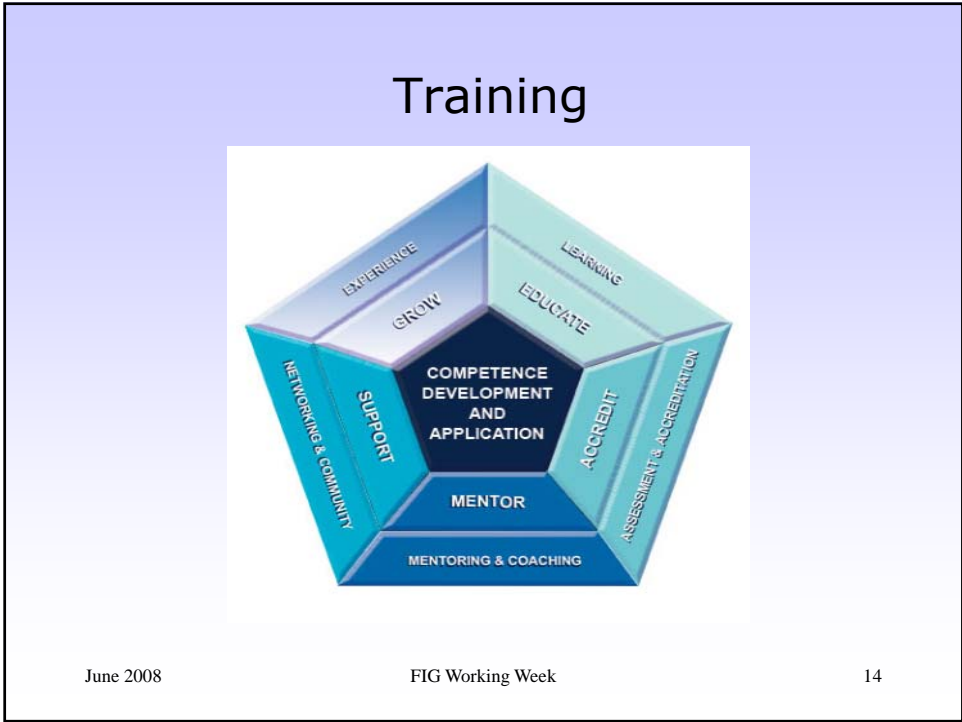 Training
EXPERIENCE
GROW
LEARNING
EDUCATE
NETWORKING & COMMUNITY
SUPPORT
COMPETENCE
DEVELOPMENT
AND
APPLICATION
ACCREDIT
ASSESSMENT & ACCREDITATION
MENTOR
MENTORING & COACHING
June 2008
FIG Working Week
14